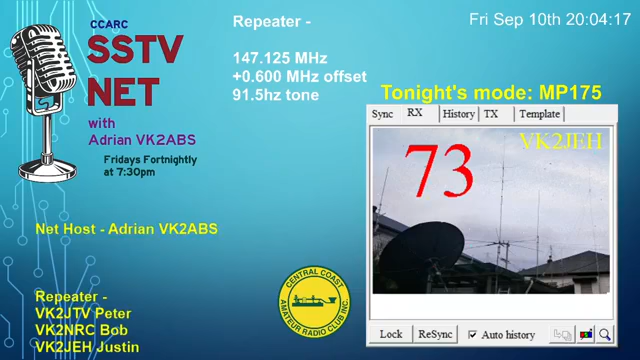 CCARC
SSTV
NET
with
Adrian VK2ABS
Fridays Fortnightly
at 7:30pm
Repeater -
147.125 MHz
+0.600 MHz offset
91.5hz tone
Fri Sep 10th 20:04:17
Tonight's mode: MP175
Sync RX History TX Template
VK2JEH
73
Lock ReSync Auto history
Net Host - Adrian VK2ABS
Repeater -
VK2JTV Peter
VK2NRC Bob
VK2JEH Justin
CENTRAL COAST
AMATEUR RADIO CLUB INC.